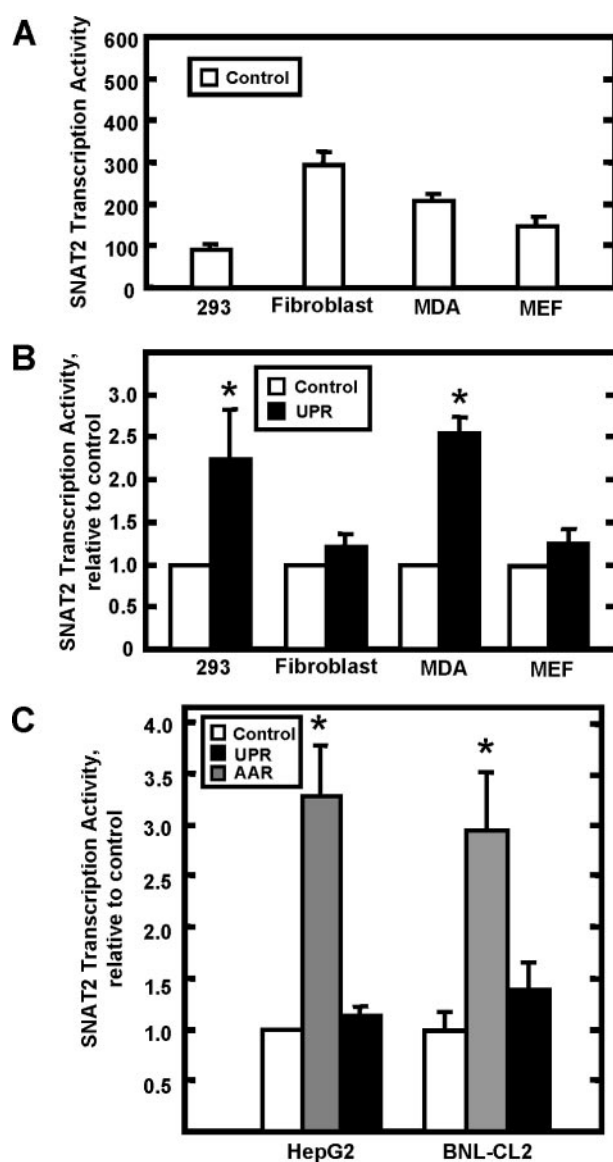 A
SNAT2 Transcription Activity
600
500
400
300
200
100
0
Control
293 Fibroblast MDA MEF
B
SNAT2 Transcription Activity,
relative to control
3.0
2.5
2.0
1.5
1.0
0.5
0
Control
UPR
*
*
293 Fibroblast MDA MEF
C
SNAT2 Transcription Activity,
relative to control
4.0
3.5
3.0
2.5
2.0
1.5
1.0
0.5
Control
UPR
AAR
*
*
HepG2 BNL-CL2